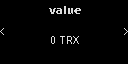 value
< 0 TRX >